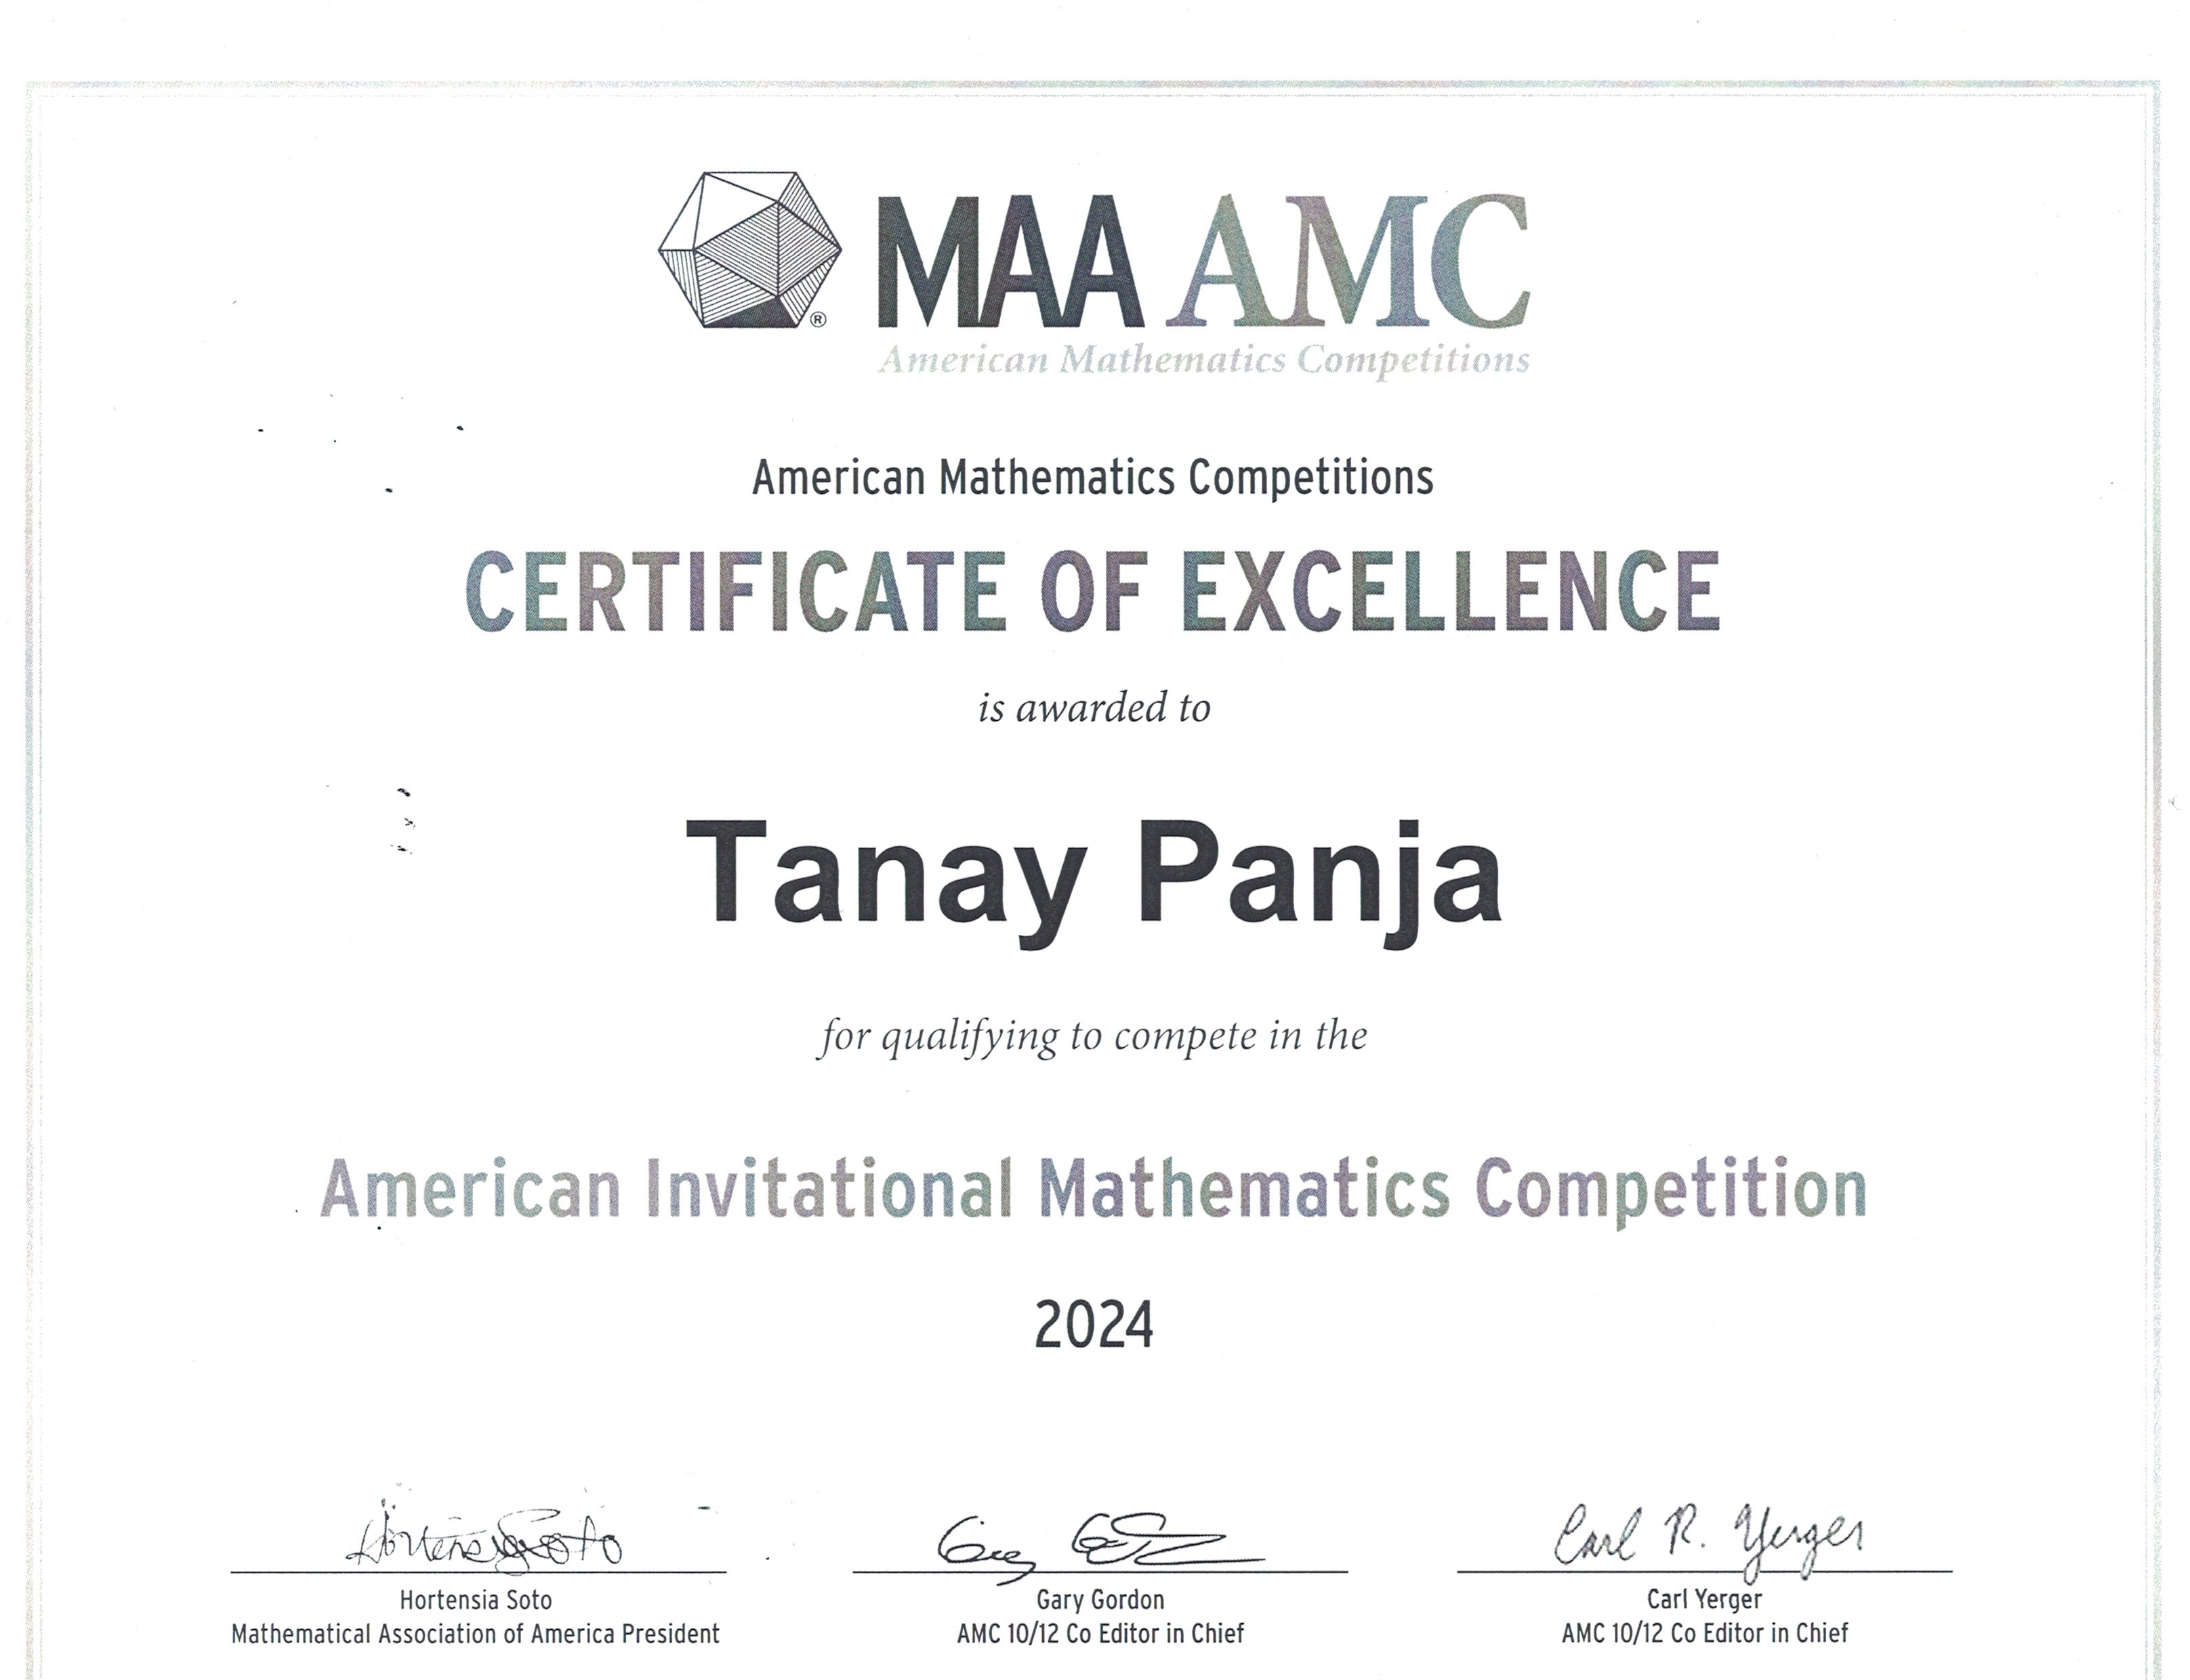 MAA AMC
American Mathematics Competitions
American Mathematics Competitions
CERTIFICATE OF EXCELLENCE
is awarded to
Tanay Panja
for qualifying to compete in the
American Invitational Mathematics Competition
2024
Hortensia Soto Gary Gordon Carl R. Yerger
Hortensia Soto Gary Gordon Carl Yerger
Mathematical Association of America President AMC 10/12 Co Editor in Chief AMC 10/12 Co Editor in Chief